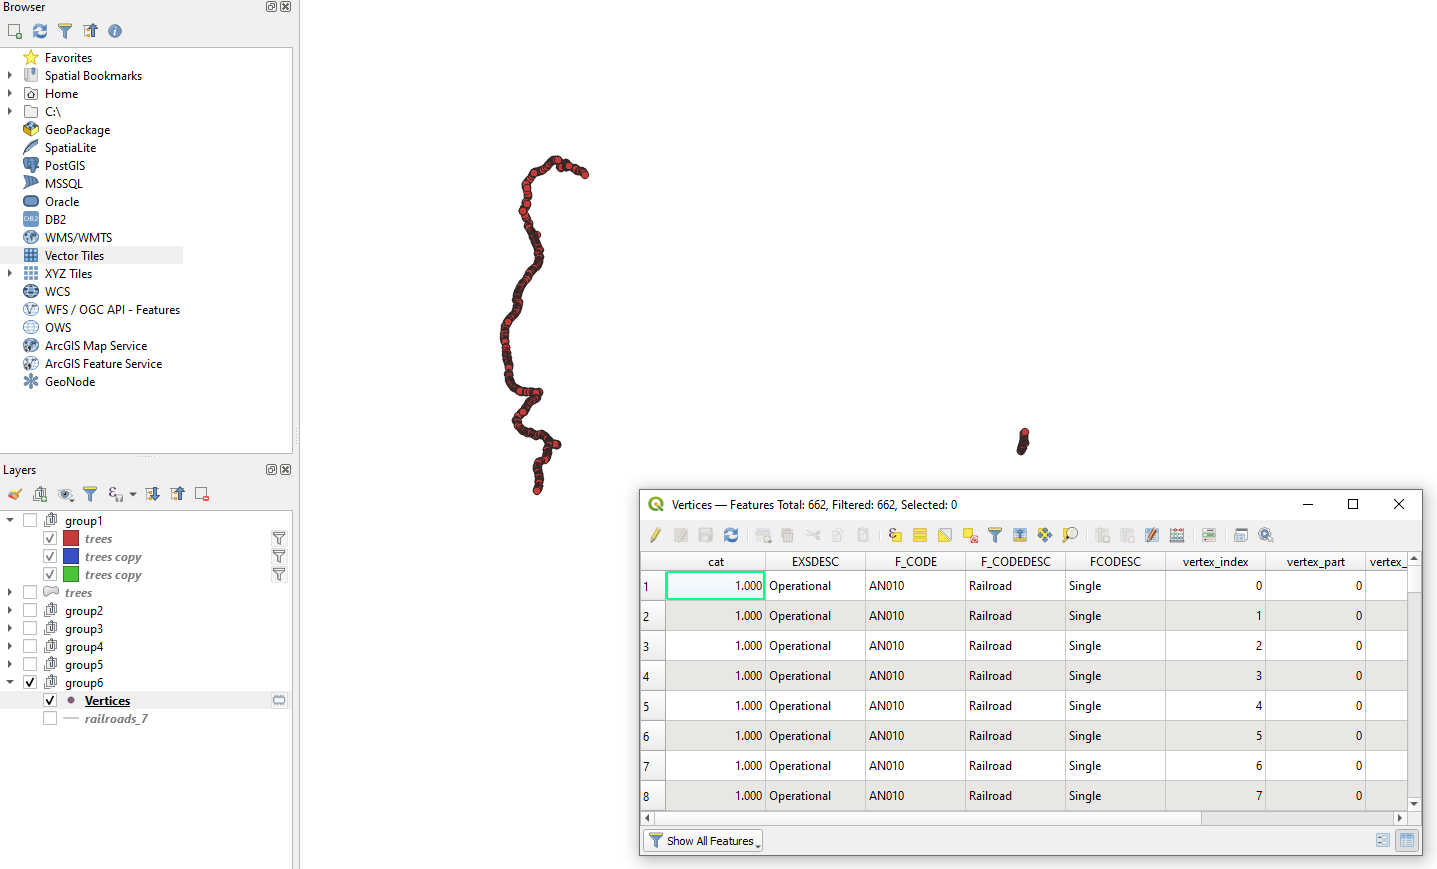 Browser
Favorites
Spatial Bookmarks
Home
C:\
GeoPackage
SpatiaLite
PostGIS
MSSQL
Oracle
DB2 DB2
WMS/WMTS
Vector Tiles
XYZ Tiles
WCS
WFS / OGC API - Features
OWS
ArcGIS Map Service
ArcGIS Feature Service
GeoNode
Layers
group1
trees
trees copy
trees copy
trees
group2
group3
group4
group5
group6
Vertices
railroads_7
Vertices — Features Total: 662, Filtered: 662, Selected: 0
cat EXSDESC F_CODE F_CODEDESC FCODESC vertex_index vertex_part vertex_
1 1.000 Operational AN010 Railroad Single 0 0
2 1.000 Operational AN010 Railroad Single 1 0
3 1.000 Operational AN010 Railroad Single 2 0
4 1.000 Operational AN010 Railroad Single 3 0
5 1.000 Operational AN010 Railroad Single 4 0
6 1.000 Operational AN010 Railroad Single 5 0
7 1.000 Operational AN010 Railroad Single 6 0
8 1.000 Operational AN010 Railroad Single 7 0
Show All Features